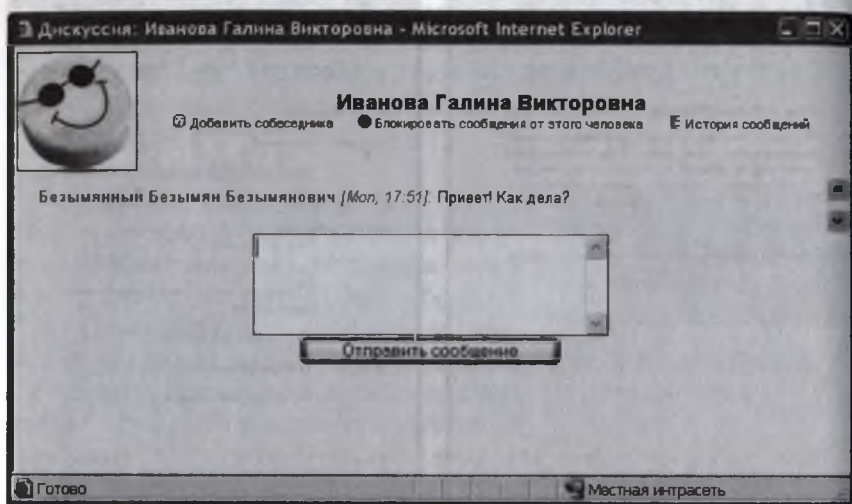 Дискуссия: Иванова Галина Викторовна - Microsoft Internet Explorer
Иванова Галина Викторовна
Добавить собеседника Блокировать сообщения от этого человека История сообщений
Безымянный Безымян Безымянович [Mon, 17:51]: Привет! Как дела?
Отправить сообщение
Готово Местная интрасеть